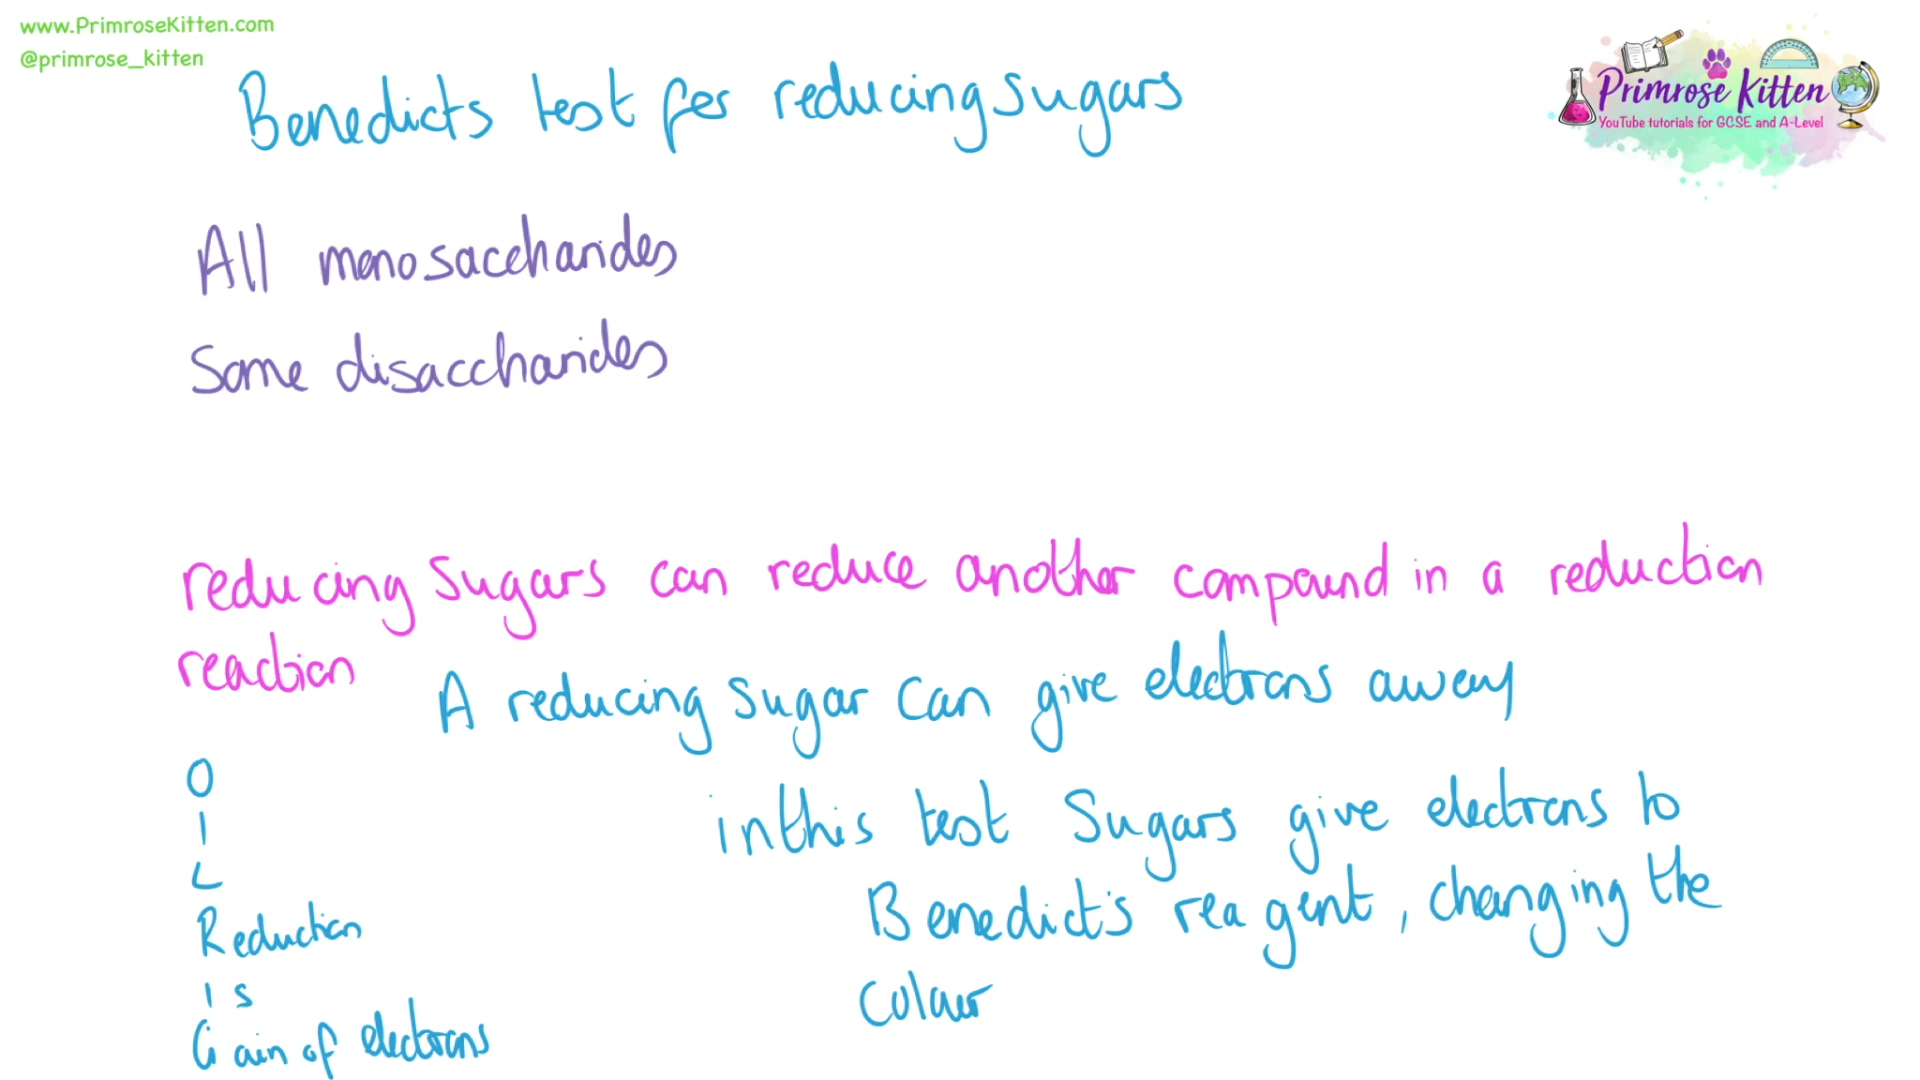 www.PrimroseKitten.com
@primrose_kitten
Primrose Kitten
YouTube tutorials for GCSE and A-Level
Benedicts test for reducing sugars
All monosaccharides
Some disaccharides
reducing sugars can reduce another compound in a reduction
reaction
A reducing sugar can give electrons away
O
I
L
Reduction
is
Gain of electrons
in this test Sugars give electrons to
Benedict's reagent, changing the
colour